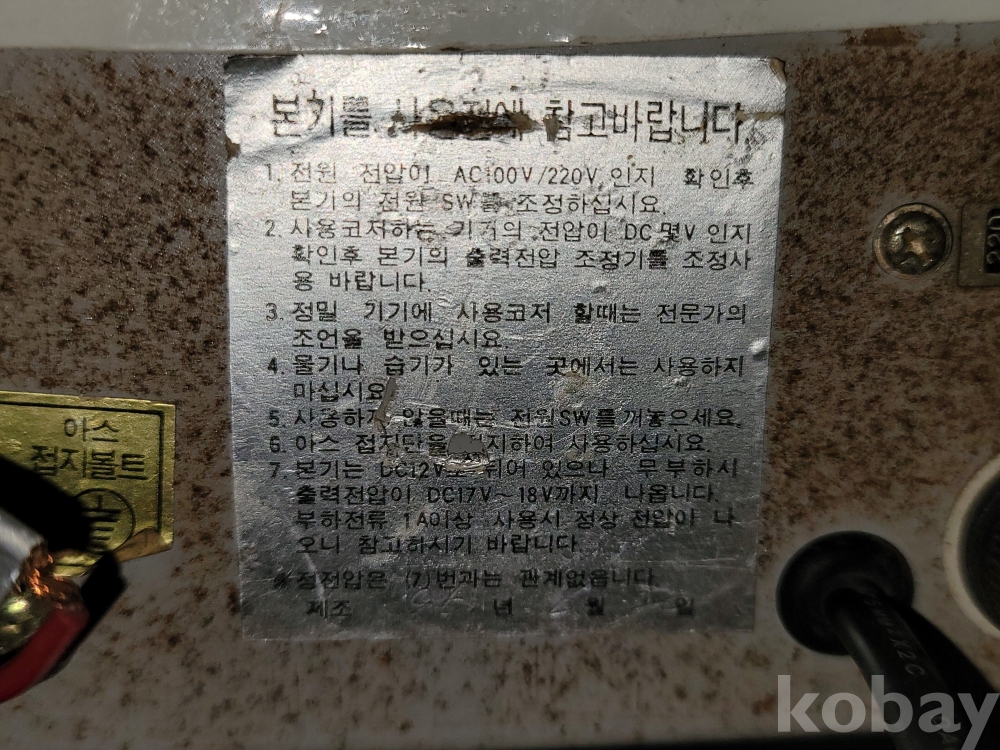 본기를 사용전에 참고바랍니다.
1. 전원 전압이 AC100V/220V 인지 확인후
본기의 전원 SW를 조정하십시요.
2. 사용코저하는 기기의 전압이 DC몇V인지
확인후 본기의 출력전압 조정기를 조정사
용 바랍니다.
3. 정밀 기기에 사용코저 할때는 전문가의
조언을 받으십시요.
4. 물기나 습기가 있는 곳에서는 사용하지
마십시요
5. 사용하지 않을때는 전원SW를꺼놓으세요.
6. 아스 접지단을 하여 사용하십시요.
7. 본기는 DC12V로 되어 있으나 무부하시
출력전압이 DC17V~18V까지 나옵니다.
부하전류 1A이상 사용시 정상 전압이 나
오니 참고하시기 바랍니다.
※정전압은 (7)번과는 관계없읍니다.
제조 년 월 일
아스
접지볼트
220
kobay